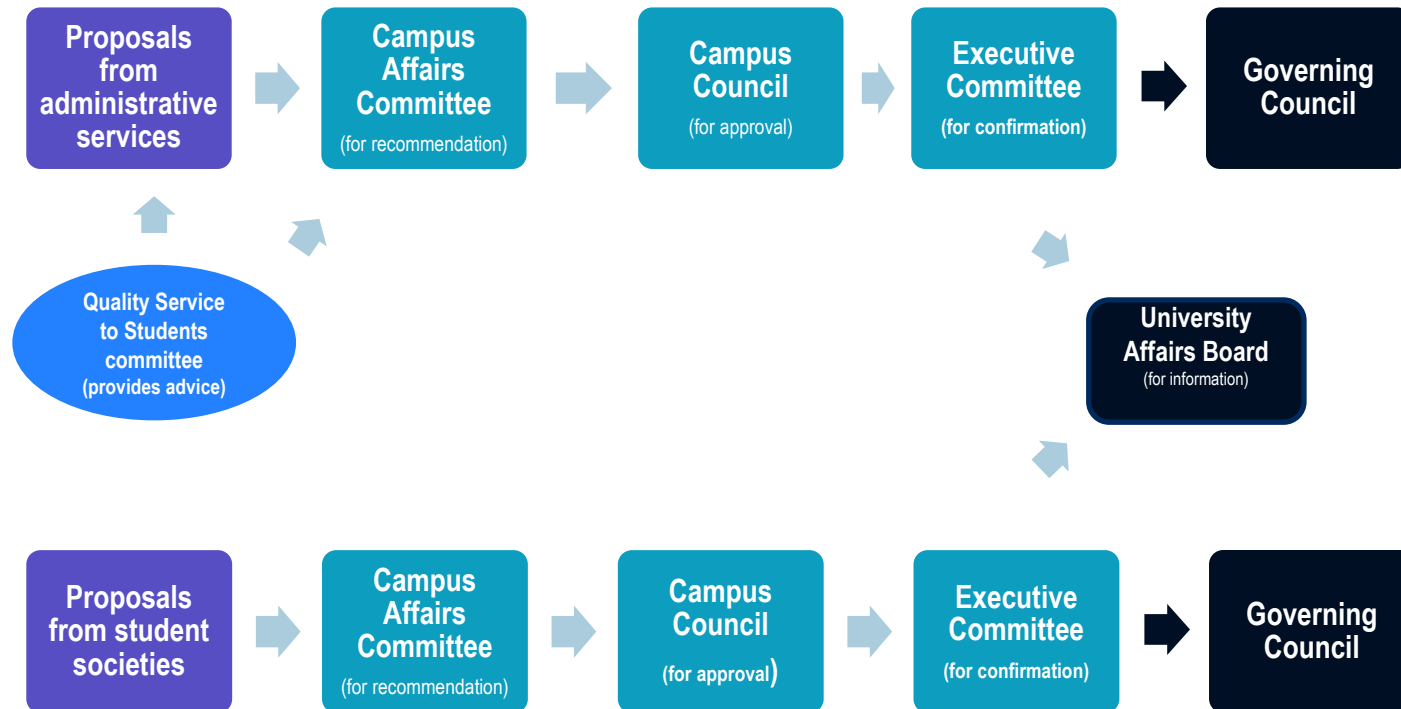 Proposals
from
administrative
services
Campus
Affairs
Committee
(for recommendation)
Campus
Council
(for approval)
Executive
Committee
(for confirmation)
Governing
Council
Quality Service
to Students
committee
(provides advice)
University
Affairs Board
(for information)
Proposals
from student
societies
Campus
Affairs
Committee
(for recommendation)
Campus
Council
(for approval)
Executive
Committee
(for confirmation)
Governing
Council